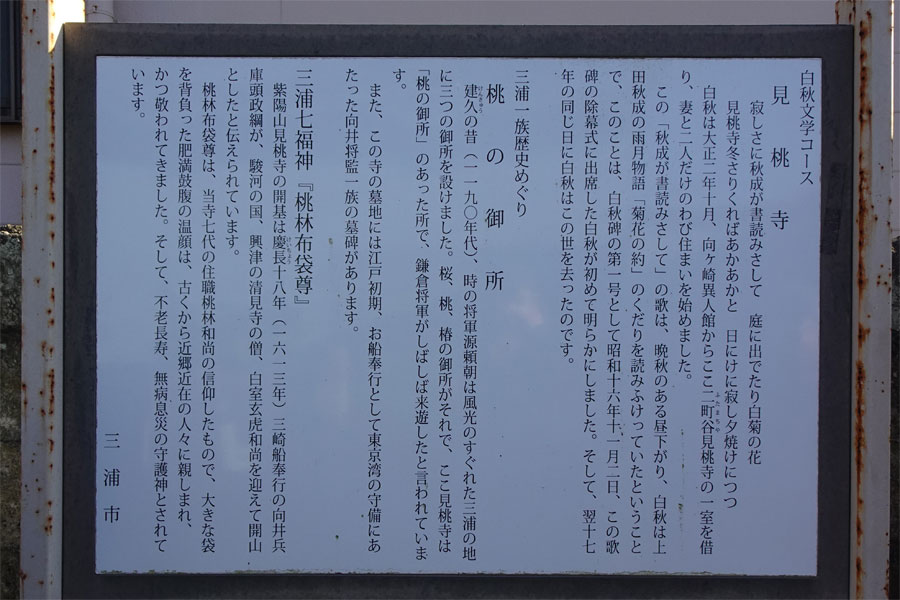 白秋文学コース
見桃寺
寂しさに秋成が書読みさして　庭に出でたり白菊の花
見桃寺冬さりくればあかあかと　日にけに寂し夕焼けにつつ
白秋は大正二年十月、向ヶ崎異人館からここ二町谷見桃寺の一室を借
ふたまちや
り、妻と二人だけのわび住まいを始めました。
この「秋成が書読みさして」の歌は、晩秋のある昼下がり、白秋は上
田秋成の雨月物語「菊花の約」のくだりを読みふけっていたということ
で、このことは、白秋碑の第一号として昭和十六年十一月二日、この歌
碑の除幕式に出席した白秋が初めて明らかにしました。そして、翌十七
年の同じ日に白秋はこの世を去ったのです。
三浦一族歴史めぐり
桃の御所
建久の昔（一一九〇年代）、時の将軍源頼朝は風光のすぐれた三浦の地
けんきゅう
に三つの御所を設けました。桜、桃、椿の御所がそれで、ここ見桃寺は
「桃の御所」のあった所で、鎌倉将軍がしばしば来遊したと言われていま
す。
また、この寺の墓地には江戸初期、お船奉行として東京湾の守備にあ
たった向井将監一族の墓碑があります。
三浦七福神『桃林布袋尊』
紫陽山見桃寺の開基は慶長十八年（一六一三年）三崎船奉行の向井兵
けいちょう
庫頭政綱が、駿河の国、興津の清見寺の僧、白室玄虎和尚を迎えて開山
としたと伝えられています。
桃林布袋尊は、当寺七代の住職桃林和尚の信仰したもので、大きな袋
を背負った肥満鼓腹の温顔は、古くから近郷近在の人々に親しまれ、
かつ敬われてきました。そして、不老長寿、無病息災の守護神とされて
います。
三浦市